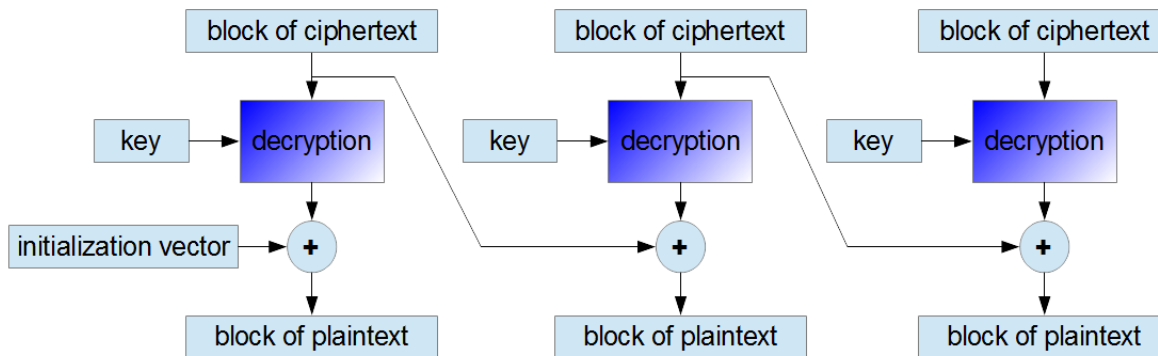 block of ciphertext
block of ciphertext
block of ciphertext
key
decryption
key
decryption
key
decryption
initialization vector
+
+
+
block of plaintext
block of plaintext
block of plaintext